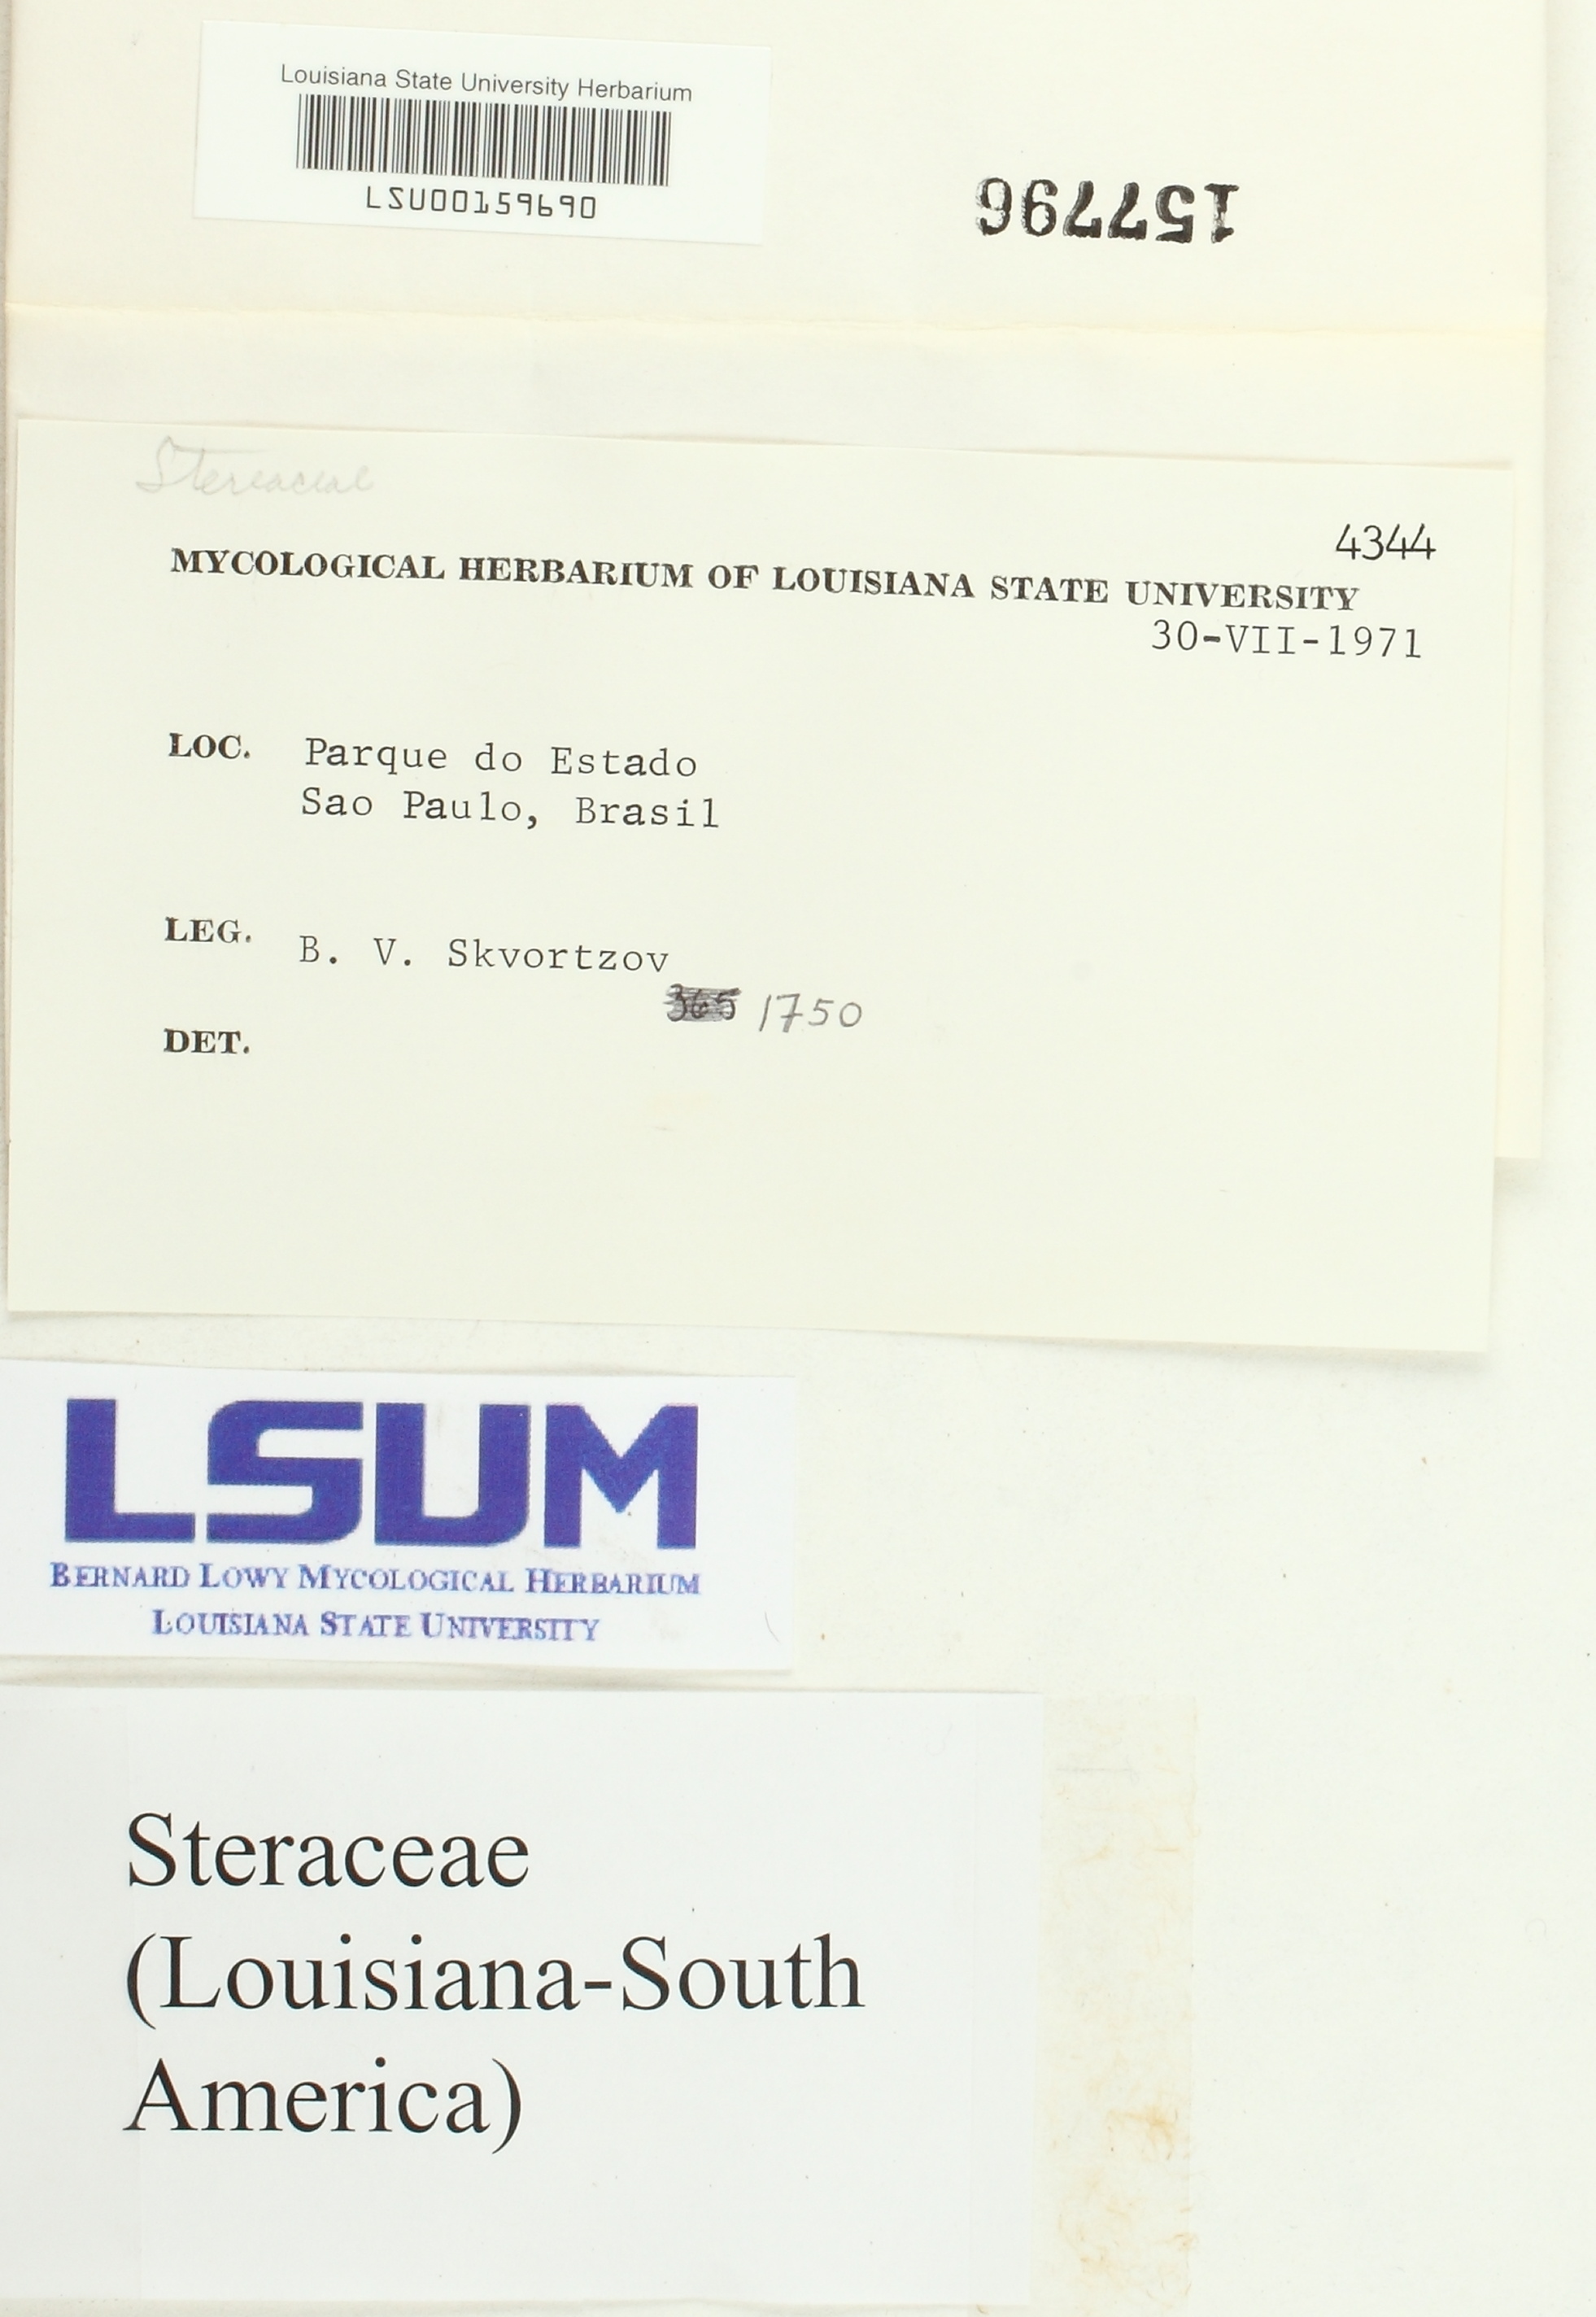 Louisiana State University Herbarium
LSU00159690
157796
Stereaceae
4344
MYCOLOGICAL HERBARIUM OF LOUISIANA STATE UNIVERSITY
30-VII-1971
LOC. Parque do Estado
Sao Paulo, Brasil
LEG. B. V. Skvortzov
365 1750
DET.
LSUM
BERNARD LOWY MYCOLOGICAL HERBARIUM
LOUISIANA STATE UNIVERSITY
Steraceae
(Louisiana-South
America)